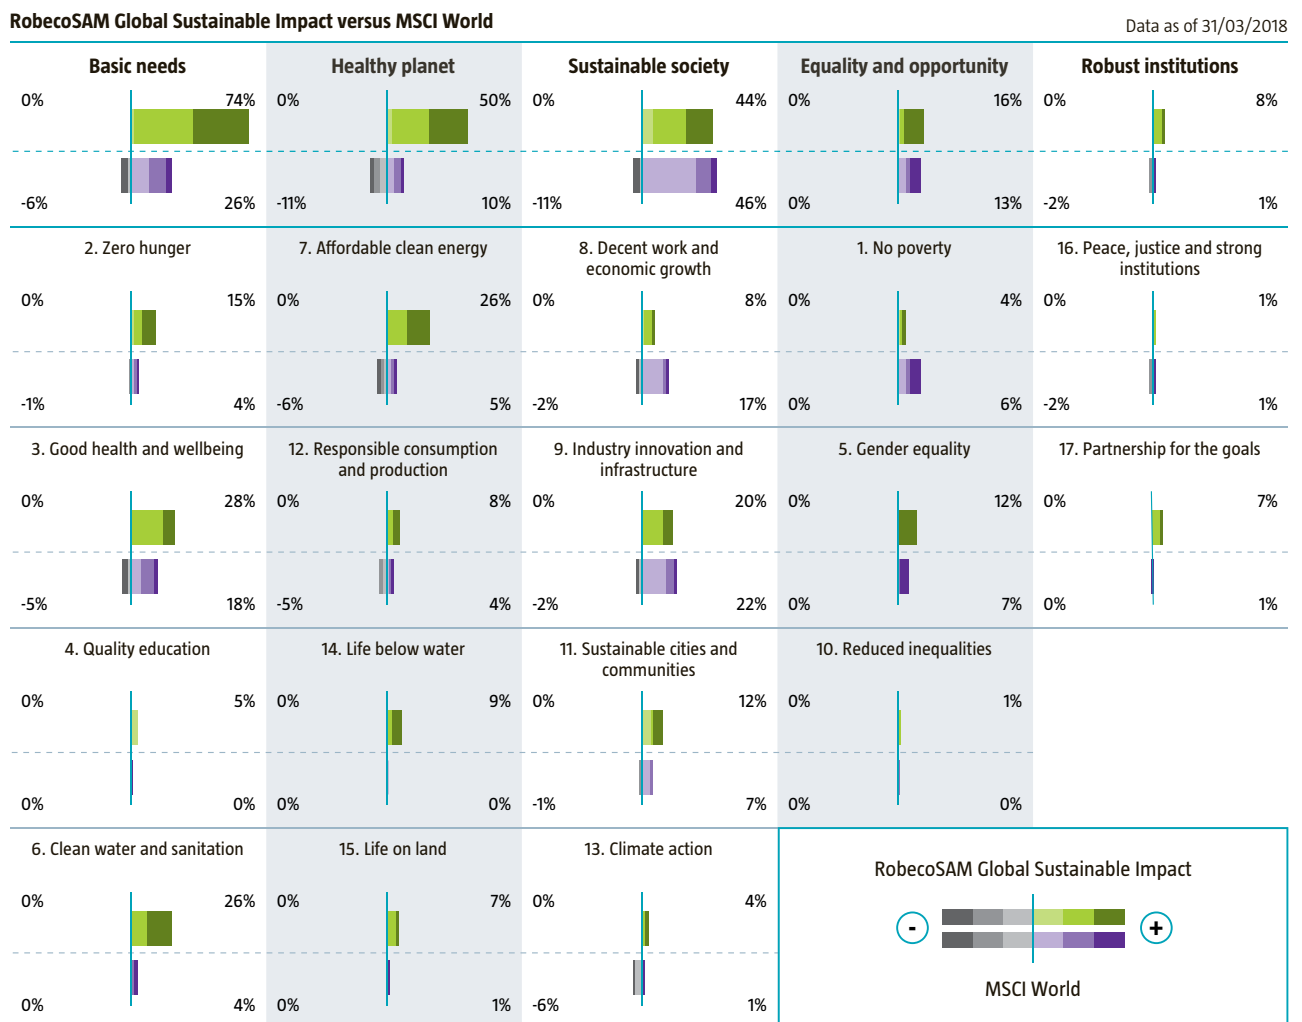 RobecoSAM Global Sustainable Impact versus MSCI World
Data as of 31/03/2018
Basic needs
0% 74%
-6% 26%
Healthy planet
0% 50%
-11% 10%
Sustainable society
0% 44%
-11% 46%
Equality and opportunity
0% 16%
0% 13%
Robust institutions
0% 8%
-2% 1%
2. Zero hunger
0% 15%
-1% 4%
7. Affordable clean energy
0% 26%
-6% 5%
8. Decent work and
economic growth
0% 8%
-2% 17%
1. No poverty
0% 4%
0% 6%
16. Peace, justice and strong
institutions
0% 1%
-2% 1%
3. Good health and wellbeing
0% 28%
-5% 18%
12. Responsible consumption
and production
0% 8%
-5% 4%
9. Industry innovation and
infrastructure
0% 20%
-2% 22%
5. Gender equality
0% 12%
0% 7%
17. Partnership for the goals
0% 7%
0% 1%
4. Quality education
0% 5%
0% 0%
14. Life below water
0% 9%
0% 0%
11. Sustainable cities and
communities
0% 12%
-1% 7%
10. Reduced inequalities
0% 1%
0% 0%
6. Clean water and sanitation
0% 26%
0% 4%
15. Life on land
0% 7%
0% 1%
13. Climate action
0% 4%
-6% 1%
RobecoSAM Global Sustainable Impact
- +
MSCI World